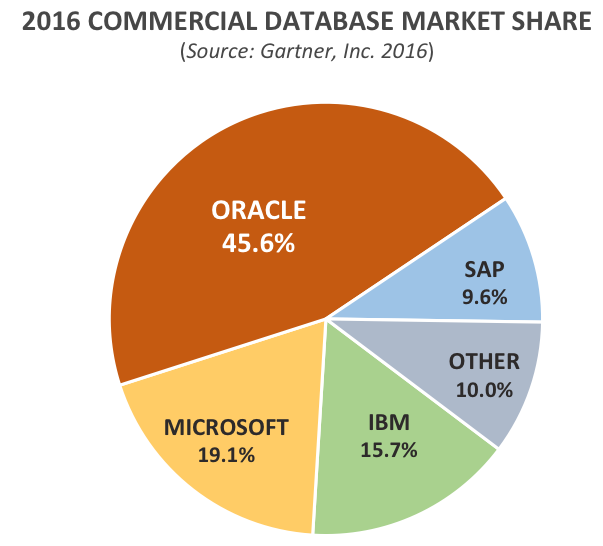 2016 COMMERCIAL DATABASE MARKET SHARE
(Source: Gartner, Inc. 2016)
ORACLE
45.6%
SAP
9.6%
OTHER
10.0%
IBM
15.7%
MICROSOFT
19.1%